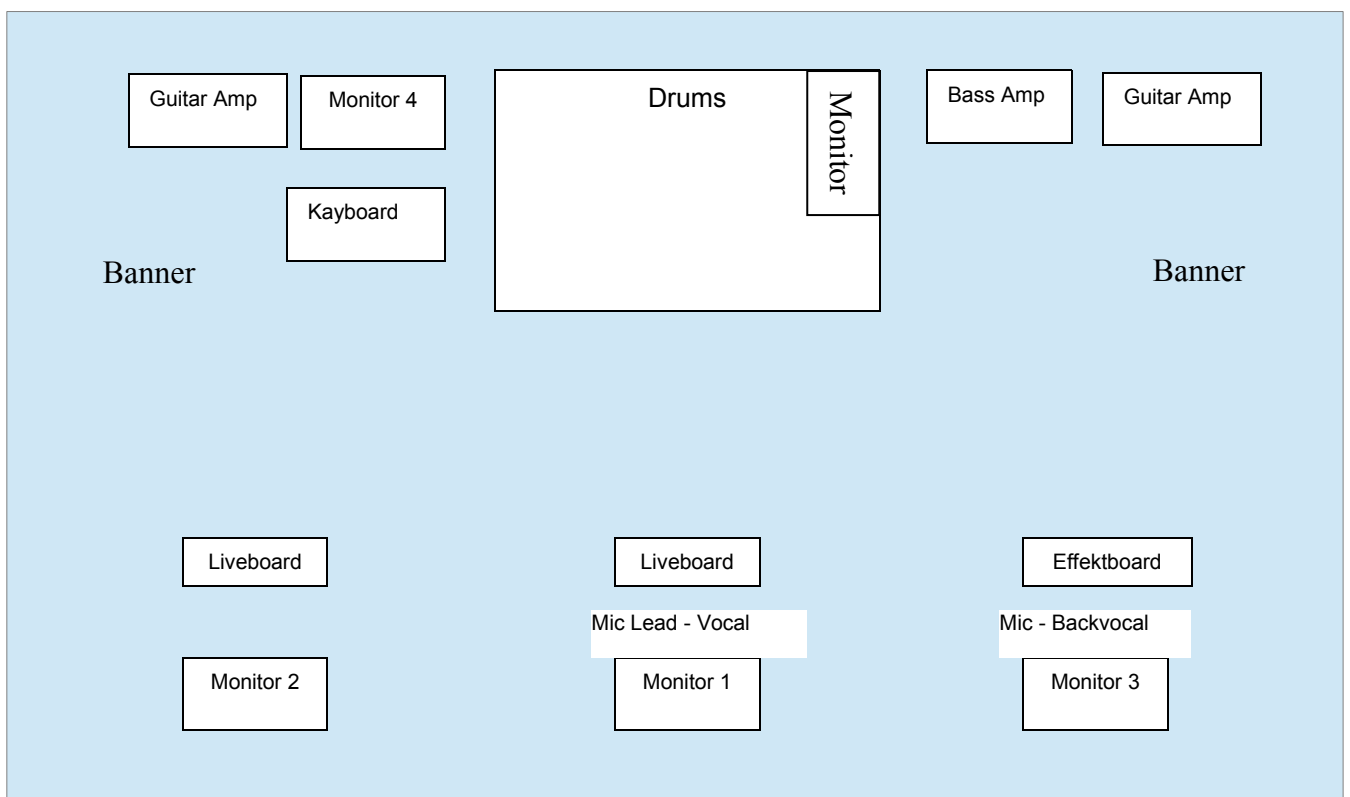 Guitar Amp
Monitor 4
Drums
Monitor
Bass Amp
Guitar Amp
Kayboard
Banner
Banner
Liveboard
Liveboard
Effektboard
Mic Lead - Vocal
Mic - Backvocal
Monitor 2
Monitor 1
Monitor 3